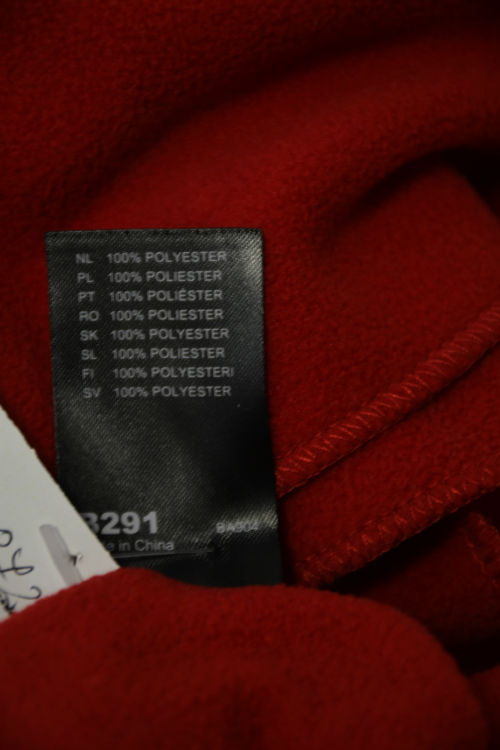 NL 100% POLYESTER
PL 100% POLIESTER
PT 100% POLIÉSTER
RO 100% POLIESTER
SK 100% POLYESTER
SL 100% POLIESTER
FI 100% POLYESTERI
SV 100% POLYESTER
3291 BA904
in China